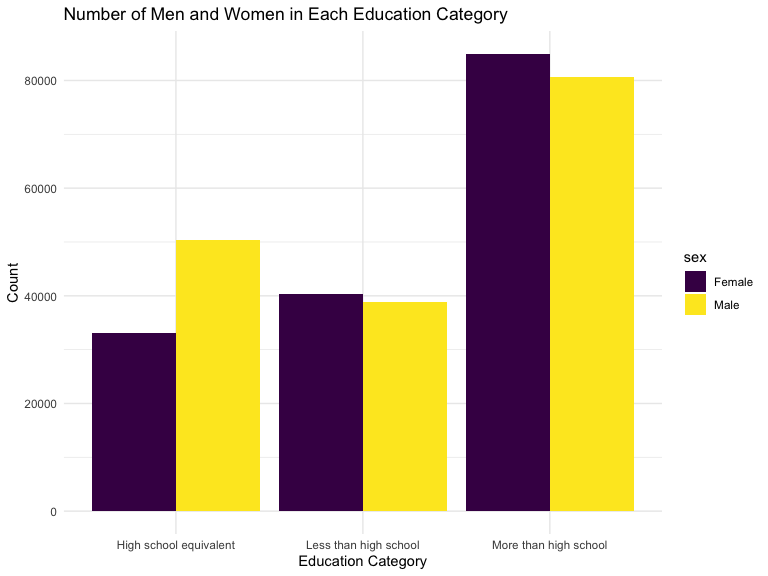 Number of Men and Women in Each Education Category
Count
80000
60000
40000
20000
0
High school equivalent
Less than high school
More than high school
Education Category
sex
Female
Male